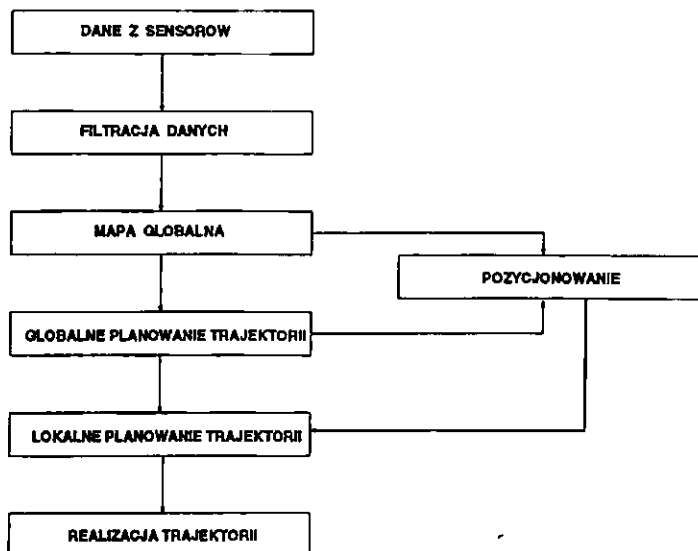 DANE Z SENSOROW
FILTRACJA DANYCH
MAPA GLOBALNA
POZYCJONOWANIE
GLOBALNE PLANOWANIE TRAJEKTORII
LOKALNE PLANOWANIE TRAJEKTORII
REALIZACJA TRAJEKTORII